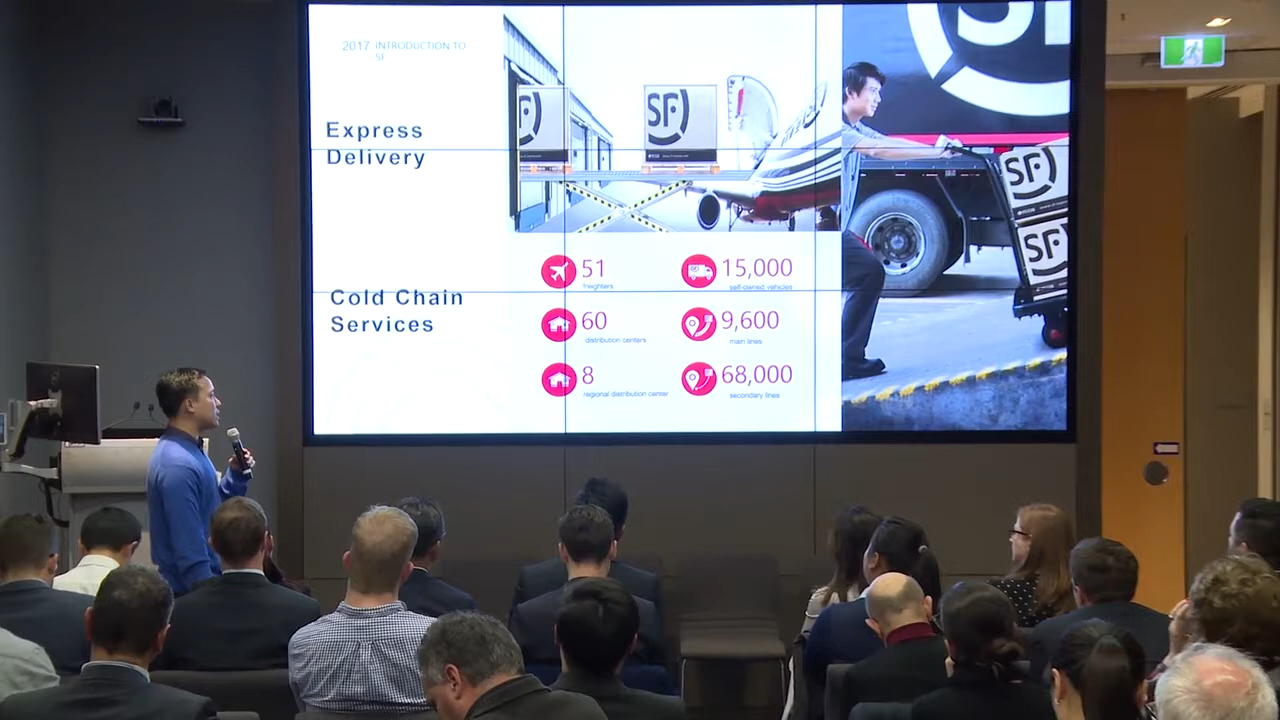 2017 INTRODUCTION TO
SF
Express
Delivery
SF
SF
SF
SF
51
freighters
15,000
self-owned vehicles
Cold Chain
Services
60
distribution centers
9,600
main lines
8
regional distribution center
68,000
secondary lines